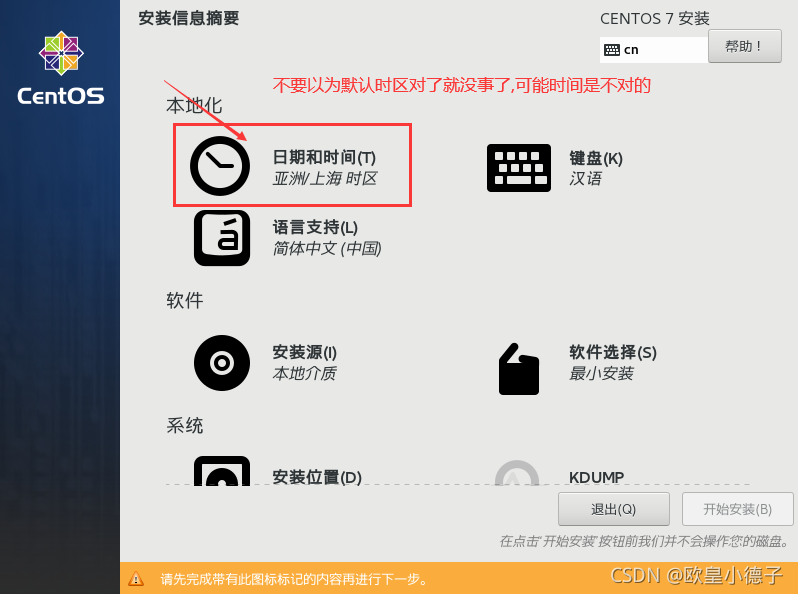 安装信息摘要
CENTOS 7 安装
cn
帮助！
CentOS
不要以为默认时区对了就没事了,可能时间是不对的
本地化
日期和时间(T)
亚洲/上海 时区
键盘(K)
汉语
语言支持(L)
简体中文 (中国)
软件
安装源(I)
本地介质
软件选择(S)
最小安装
系统
安装位置(D)
KDUMP
退出(Q)
开始安装(B)
在点击“开始安装”按钮前我们并不会操作您的磁盘。
请先完成带有此图标标记的内容再进行下一步。
CSDN @欧皇小德子